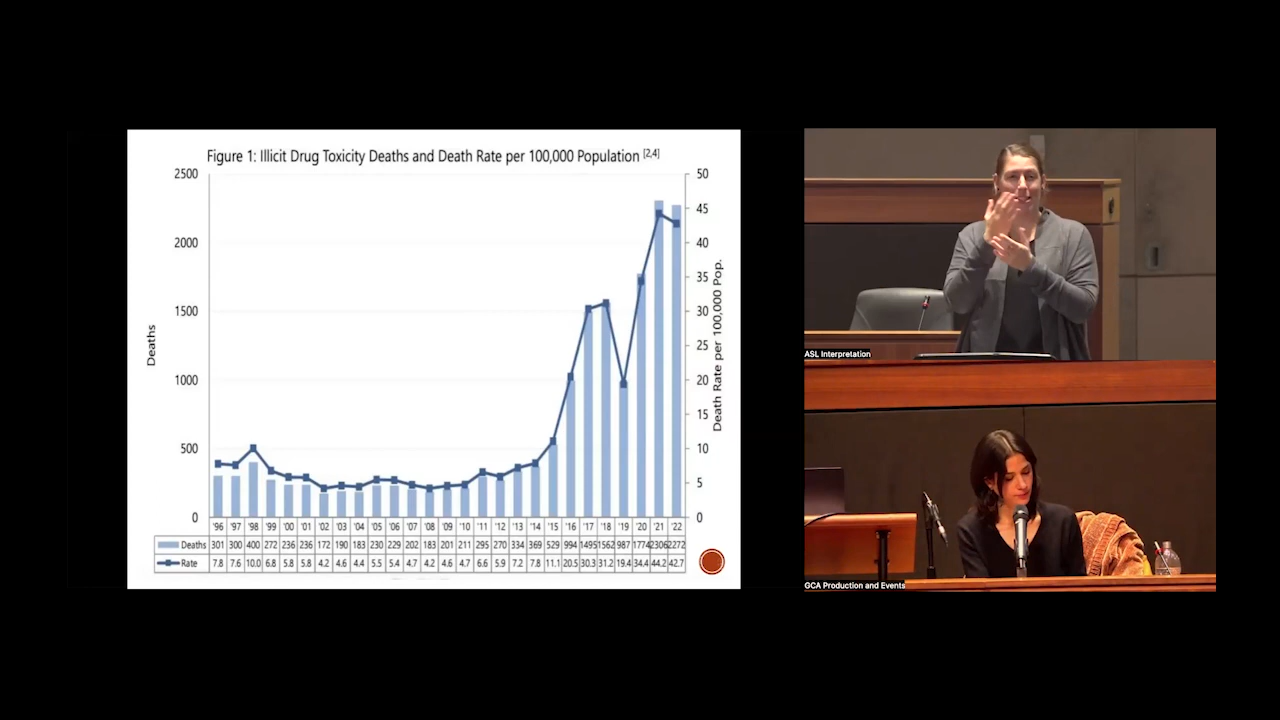 Figure 1: Illicit Drug Toxicity Deaths and Death Rate per 100,000 Population [2,4]
2500
2000
1500
1000
500
0
Deaths
50
45
40
35
30
25
20
15
10
5
0
Death Rate per 100,000 Pop.
'96 '97 '98 '99 '00 '01 '02 '03 '04 '05 '06 '07 '08 '09 '10 '11 '12 '13 '14 '15 '16 '17 '18 '19 '20 '21 '22
Deaths 301 300 400 272 236 236 172 190 183 230 229 202 183 201 211 295 270 334 369 529 994 1495 1562 987 1774 2306 2272
Rate 7.8 7.6 10.0 6.8 5.8 5.8 4.2 4.6 4.4 5.5 5.4 4.7 4.2 4.6 4.7 6.6 5.9 7.2 7.8 11.1 20.5 30.3 31.2 19.4 34.4 44.2 42.7
ASL Interpretation
GCA Production and Events